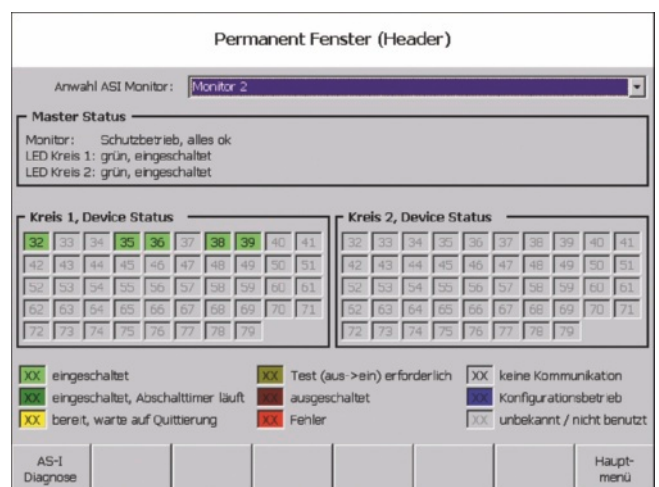 Permanent Fenster (Header)
Anwahl ASI Monitor: Monitor 2
Master Status
Monitor: Schutzbetrieb, alles ok
LED Kreis 1: grün, eingeschaltet
LED Kreis 2: grün, eingeschaltet
Kreis 1, Device Status
32 33 34 35 36 37 38 39 40 41
42 43 44 45 46 47 48 49 50 51
52 53 54 55 56 57 58 59 60 61
62 63 64 65 66 67 68 69 70 71
72 73 74 75 76 77 78 79
Kreis 2, Device Status
32 33 34 35 36 37 38 39 40 41
42 43 44 45 46 47 48 49 50 51
52 53 54 55 56 57 58 59 60 61
62 63 64 65 66 67 68 69 70 71
72 73 74 75 76 77 78 79
XX eingeschaltet
XX eingeschaltet, Abschalttimer läuft
XX bereit, warte auf Quittierung
XX Test (aus->ein) erforderlich
XX ausgeschaltet
XX Fehler
XX keine Kommunikation
XX Konfigurationsbetrieb
XX unbekannt / nicht benutzt
AS-I
Diagnose
Haupt-
menü